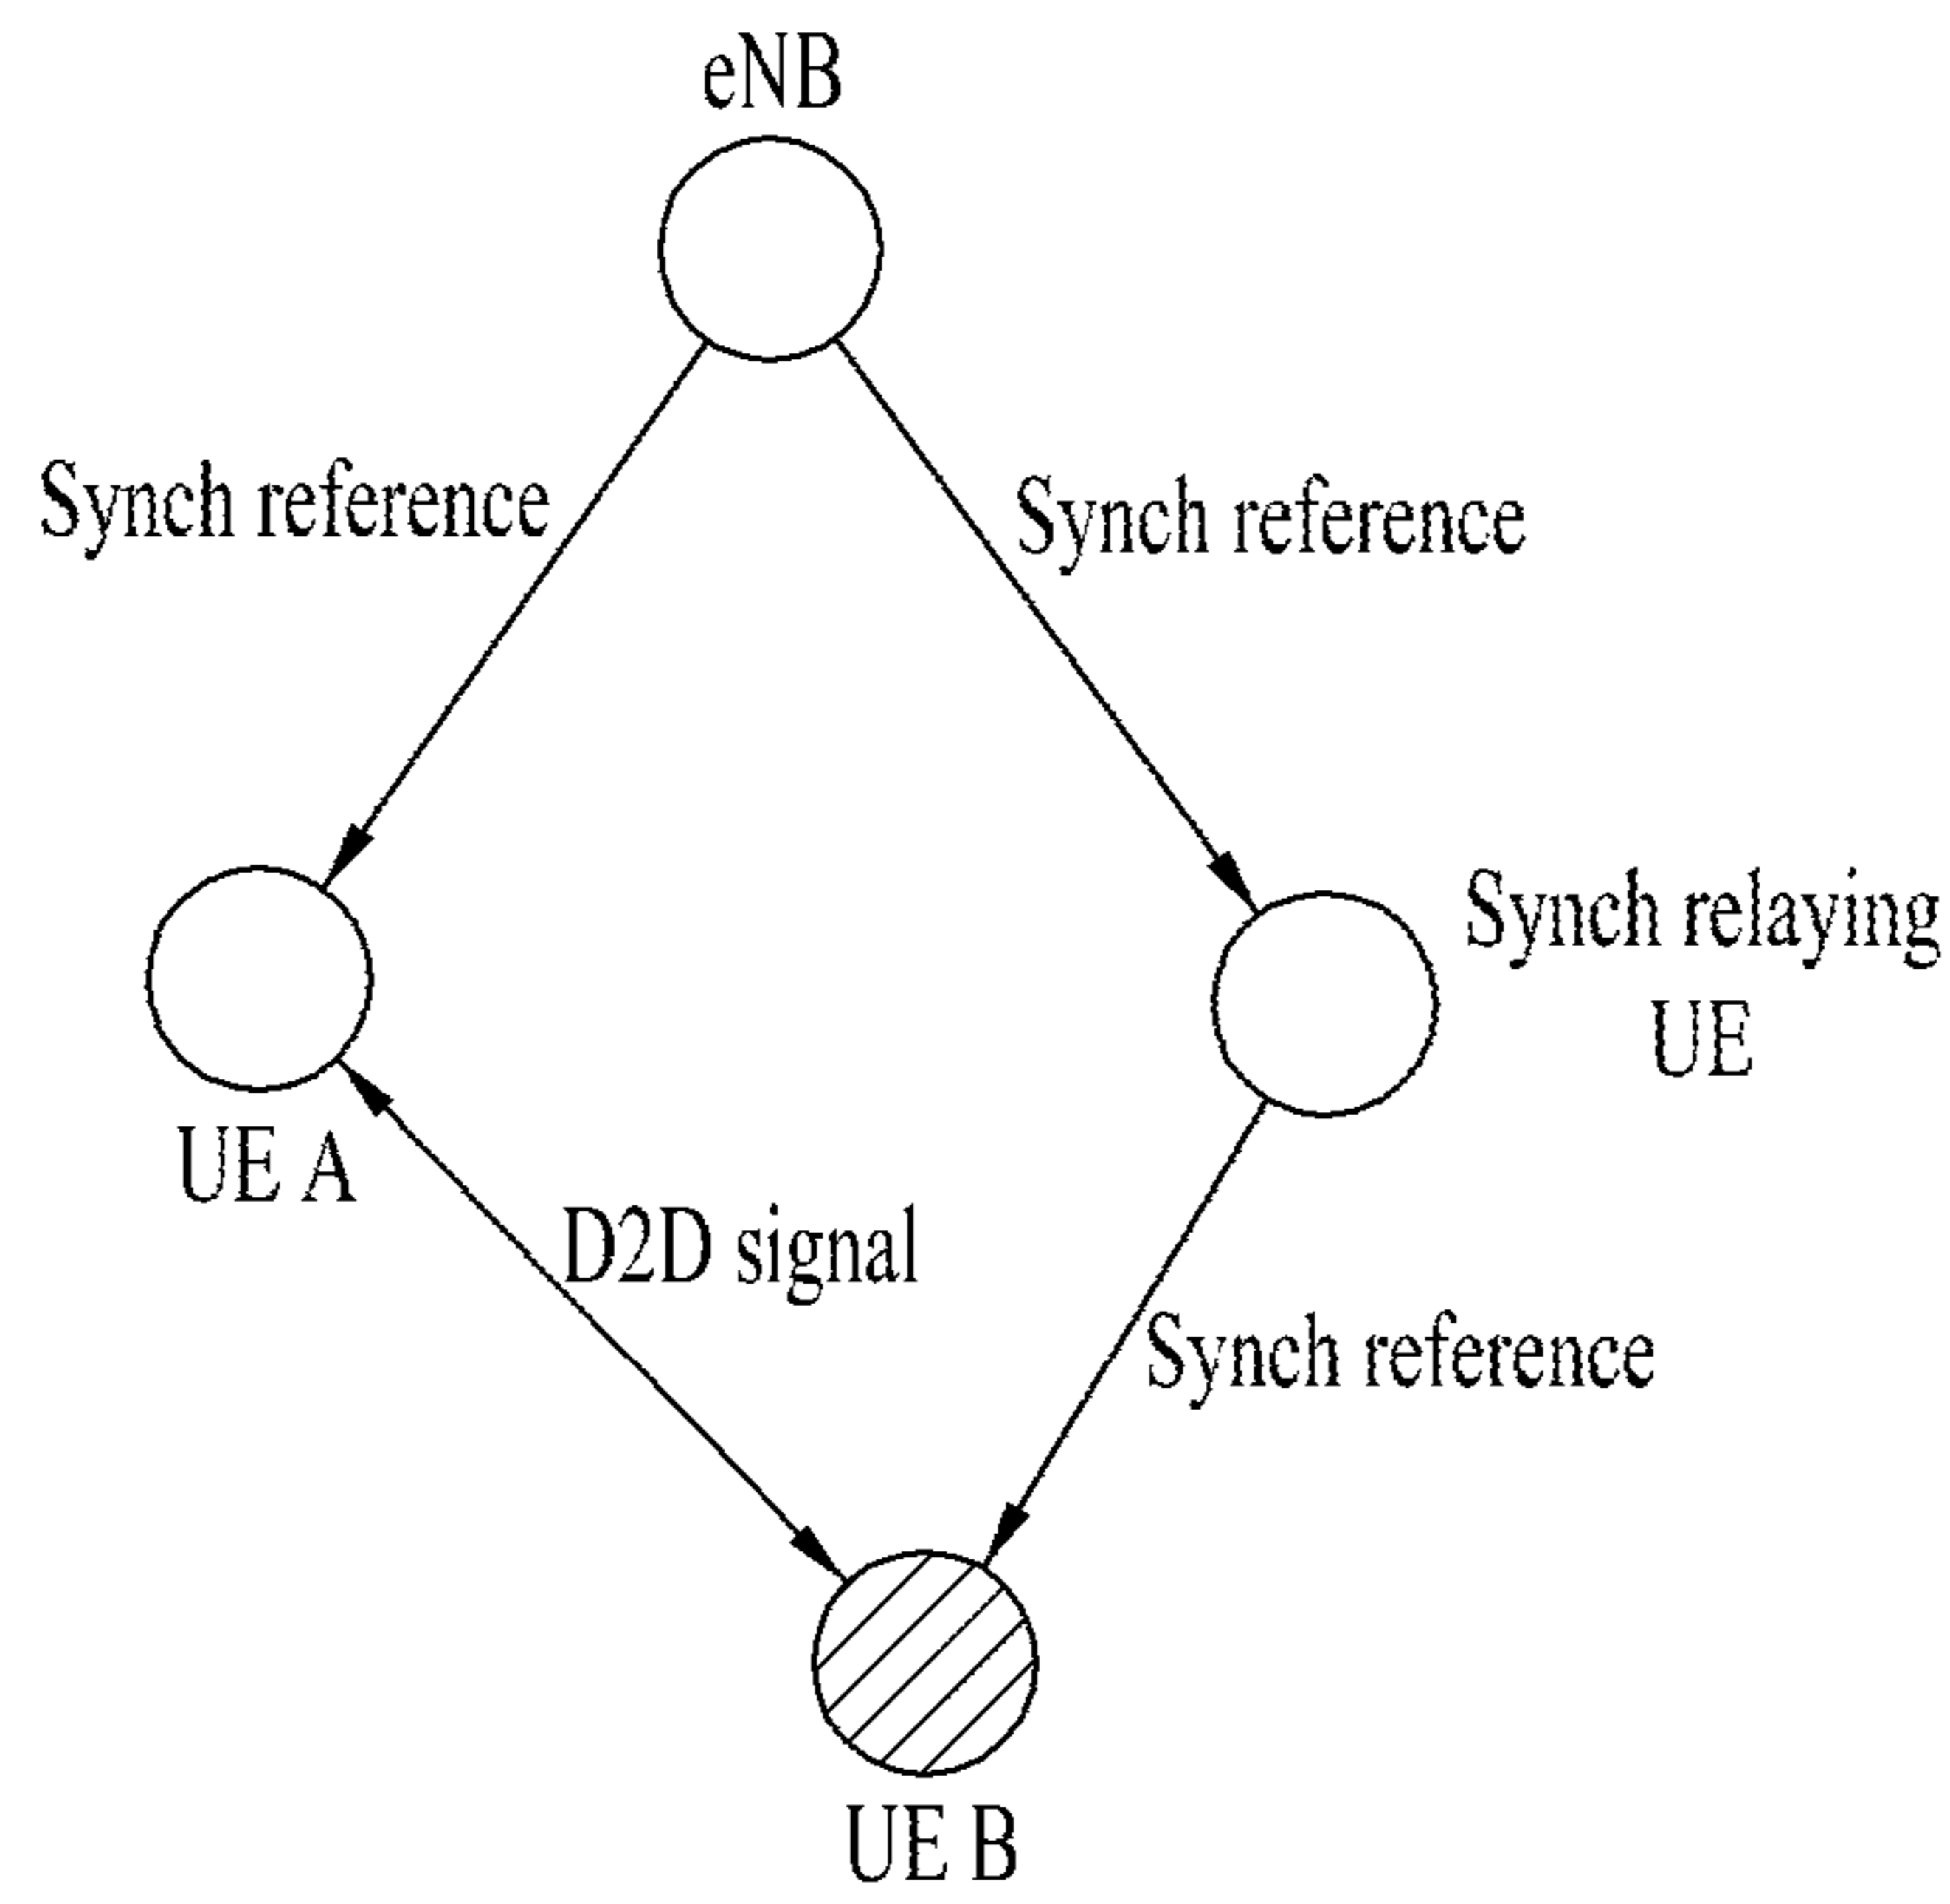 eNB
Synch reference
Synch reference
Synch relaying
UE
UE A
D2D signal
Synch reference
UE B